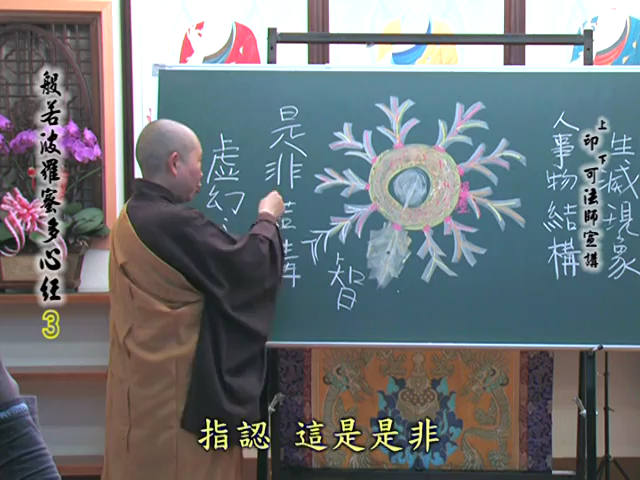 般若波羅蜜多心經
3
上印下可法師宣講
生滅現象
人事物結構
是非
虛幻
智
指認 這是是非